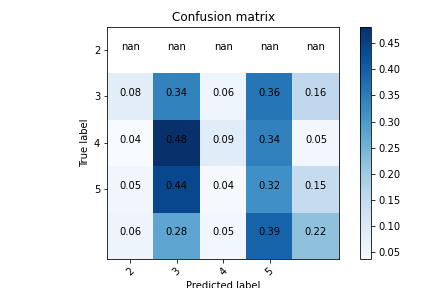 Confusion matrix
2 nan nan nan nan nan
3 0.08 0.34 0.06 0.36 0.16
4 0.04 0.48 0.09 0.34 0.05
5 0.05 0.44 0.04 0.32 0.15
0.06 0.28 0.05 0.39 0.22
2 3 4 5
True label
Predicted label
0.45
0.40
0.35
0.30
0.25
0.20
0.15
0.10
0.05